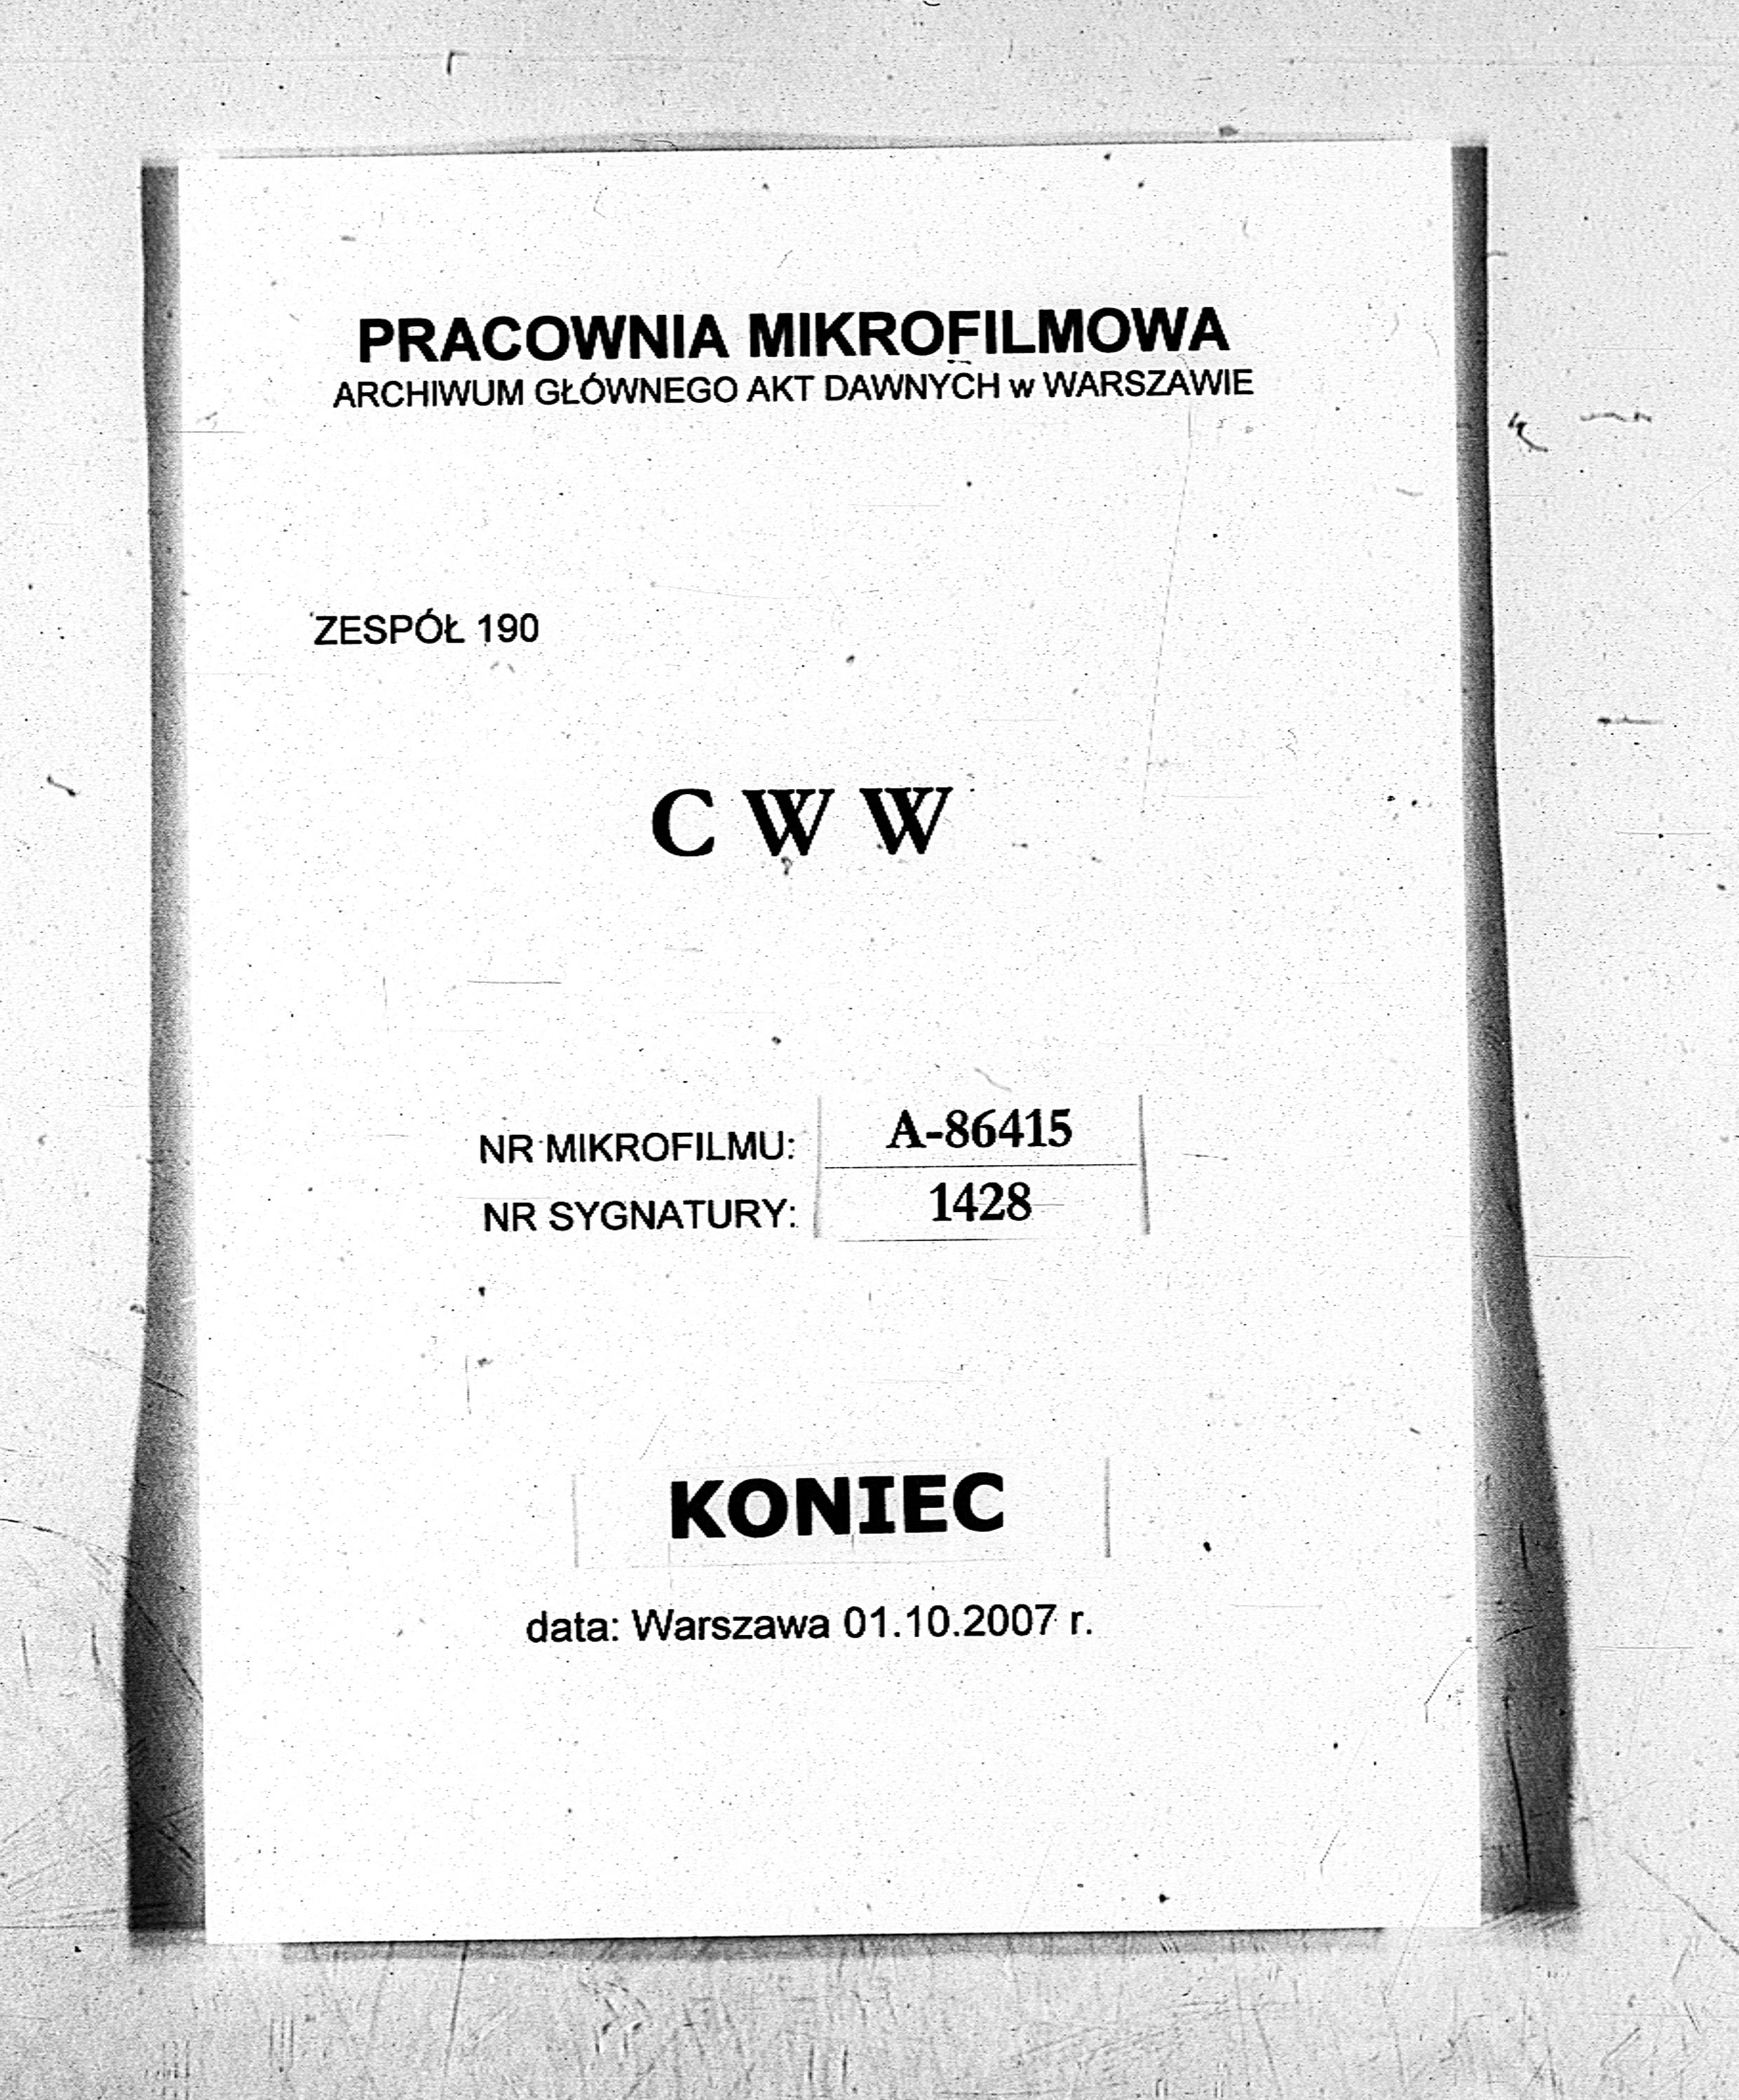 PRACOWNIA MIKROFILMOWA
ARCHIWUM GŁÓWNEGO AKT DAWNYCH w WARSZAWIE
ZESPÓŁ 190
C W W
NR MIKROFILMU: A-86415
NR SYGNATURY: 1428
KONIEC
data: Warszawa 01.10.2007 r.